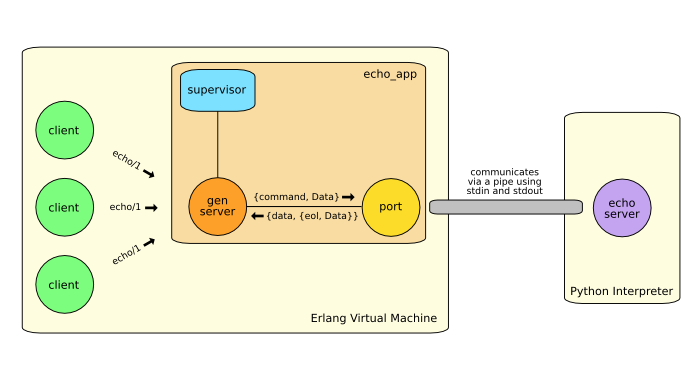 echo_app
supervisor
client
echo/1
client
echo/1
client
echo/1
gen
server
{command, Data}
{data, {eol, Data}}
port
communicates
via a pipe using
stdin and stdout
echo
server
Python Interpreter
Erlang Virtual Machine